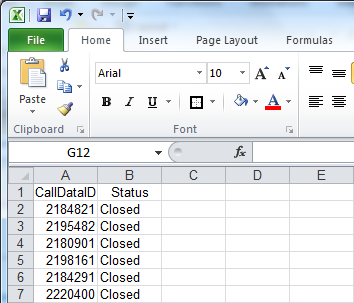 File Home Insert Page Layout Formulas
Arial 10 A A
Paste B I U A
Clipboard Font
G12 fx
A B C D E
1 CallDataID Status
2 2184821 Closed
3 2195482 Closed
4 2180901 Closed
5 2198161 Closed
6 2184291 Closed
7 2220400 Closed